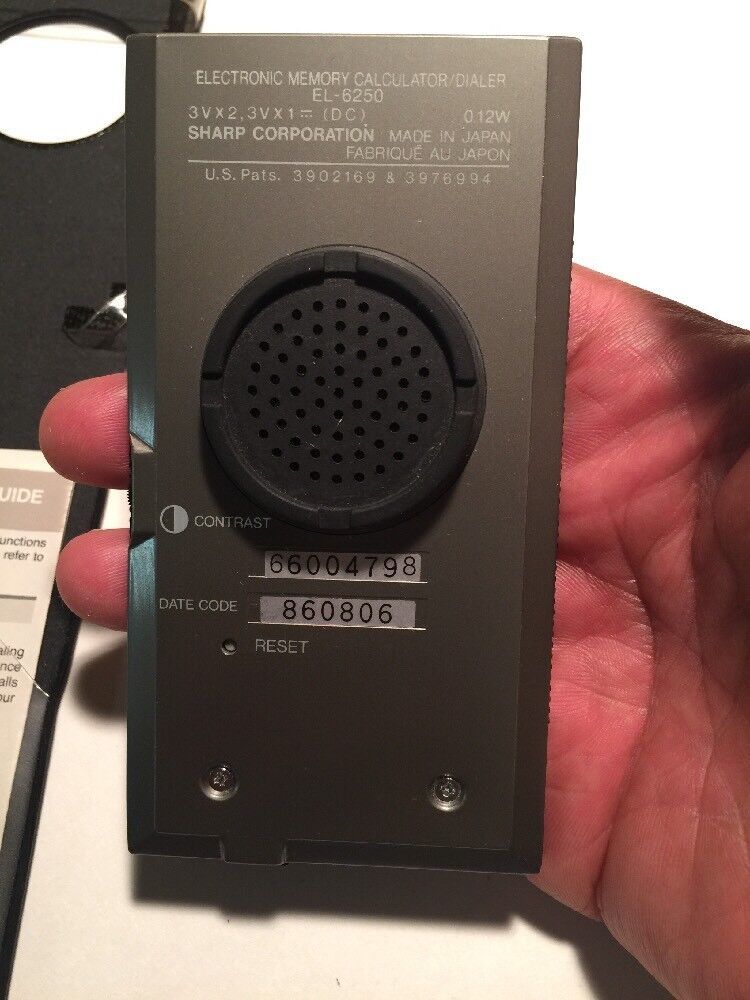 ELECTRONIC MEMORY CALCULATOR/DIALER
EL-6250
3V×2,3V×1⎓(DC) 0.12W
SHARP CORPORATION MADE IN JAPAN
FABRIQUÉ AU JAPON
U.S. Pats. 3902169 & 3976994
CONTRAST
66004798
DATE CODE 860806
RESET
UIDE
unctions
refer to
aling
nce
alls
our